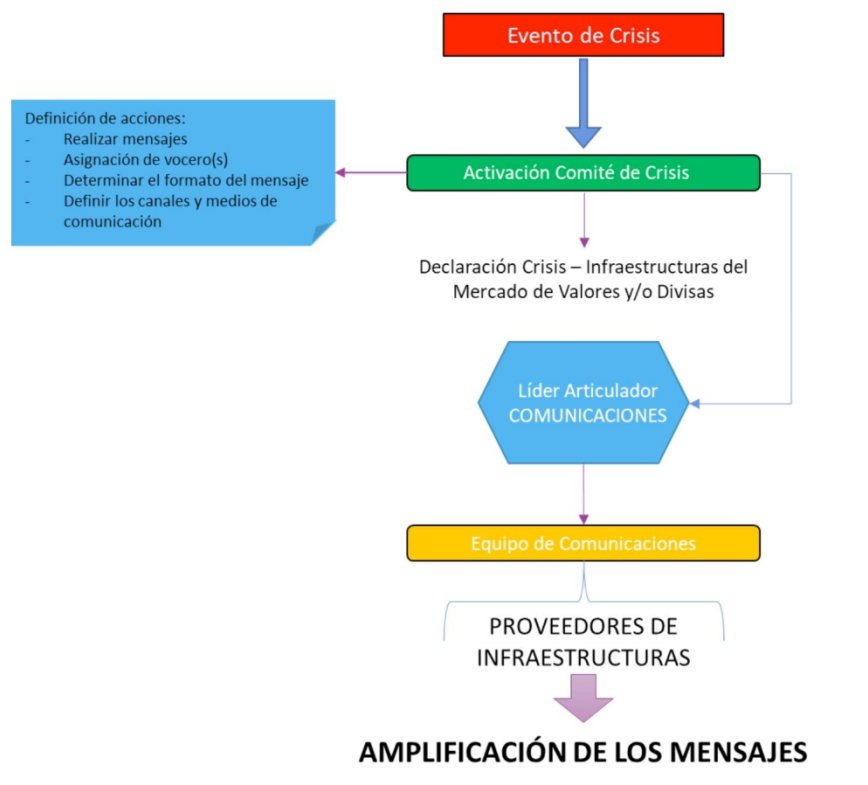 Evento de Crisis
Definición de acciones:
- Realizar mensajes
- Asignación de vocero(s)
- Determinar el formato del mensaje
- Definir los canales y medios de
comunicación
Activación Comité de Crisis
Declaración Crisis – Infraestructuras del
Mercado de Valores y/o Divisas
Líder Articulador
COMUNICACIONES
Equipo de Comunicaciones
PROVEEDORES DE
INFRAESTRUCTURAS
AMPLIFICACIÓN DE LOS MENSAJES